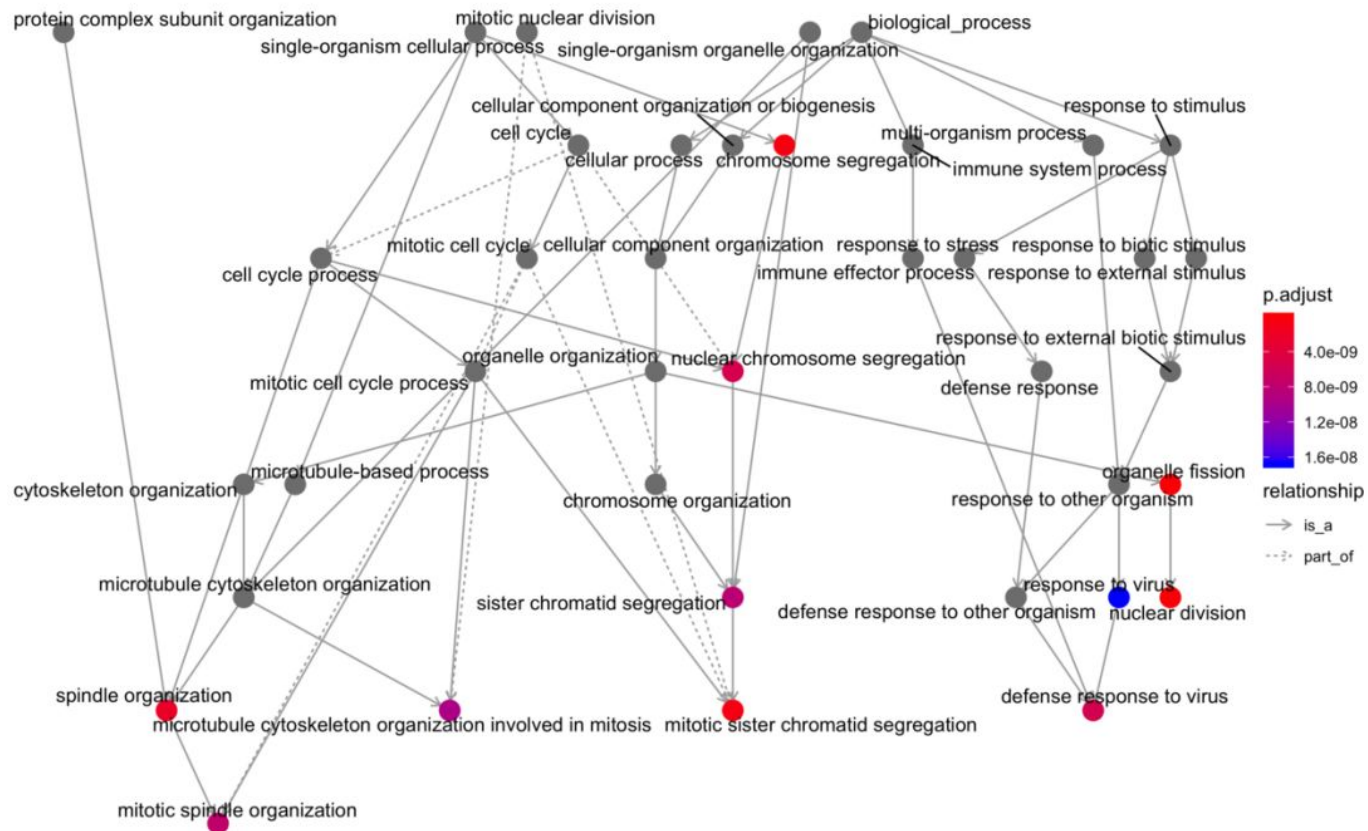 protein complex subunit organization
mitotic nuclear division
biological_process
single-organism cellular process
single-organism organelle organization
cellular component organization or biogenesis
response to stimulus
cell cycle
multi-organism process
cellular process
chromosome segregation
immune system process
mitotic cell cycle
cellular component organization
response to stress
response to biotic stimulus
cell cycle process
immune effector process
response to external stimulus
p.adjust
4.0e-09
8.0e-09
1.2e-08
1.6e-08
response to external biotic stimulus
organelle organization
nuclear chromosome segregation
mitotic cell cycle process
defense response
microtubule-based process
organelle fission
cytoskeleton organization
chromosome organization
response to other organism
relationship
is_a
part_of
microtubule cytoskeleton organization
response to virus
sister chromatid segregation
defense response to other organism
nuclear division
spindle organization
defense response to virus
microtubule cytoskeleton organization involved in mitosis
mitotic sister chromatid segregation
mitotic spindle organization